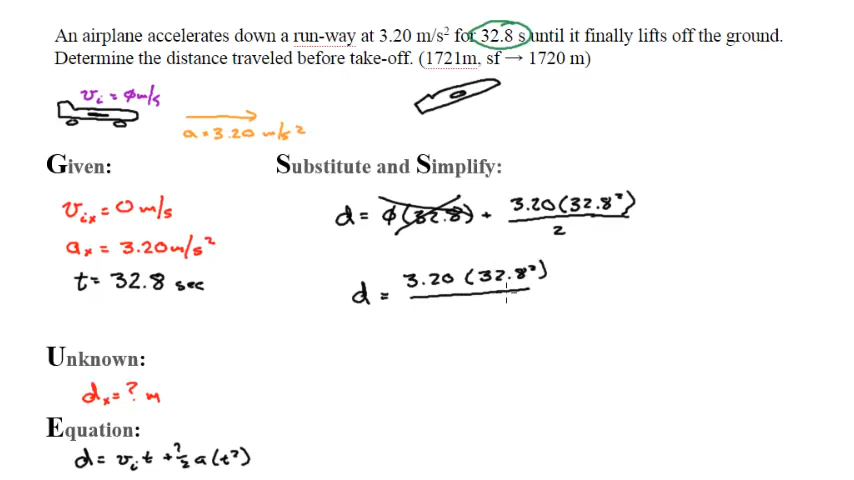 An airplane accelerates down a run-way at 3.20 m/s² for 32.8 s until it finally lifts off the ground.
Determine the distance traveled before take-off. (1721m, sf → 1720 m)
vᵢ = 0 m/s
a = 3.20 m/s²
Given:
vᵢₓ = 0 m/s
aₓ = 3.20 m/s²
t = 32.8 sec
Unknown:
dₓ = ? m
Equation:
d = vᵢt + ½ a(t²)
Substitute and Simplify:
d = 0(32.8) + 3.20(32.8²)/2
d = 3.20 (32.8²)